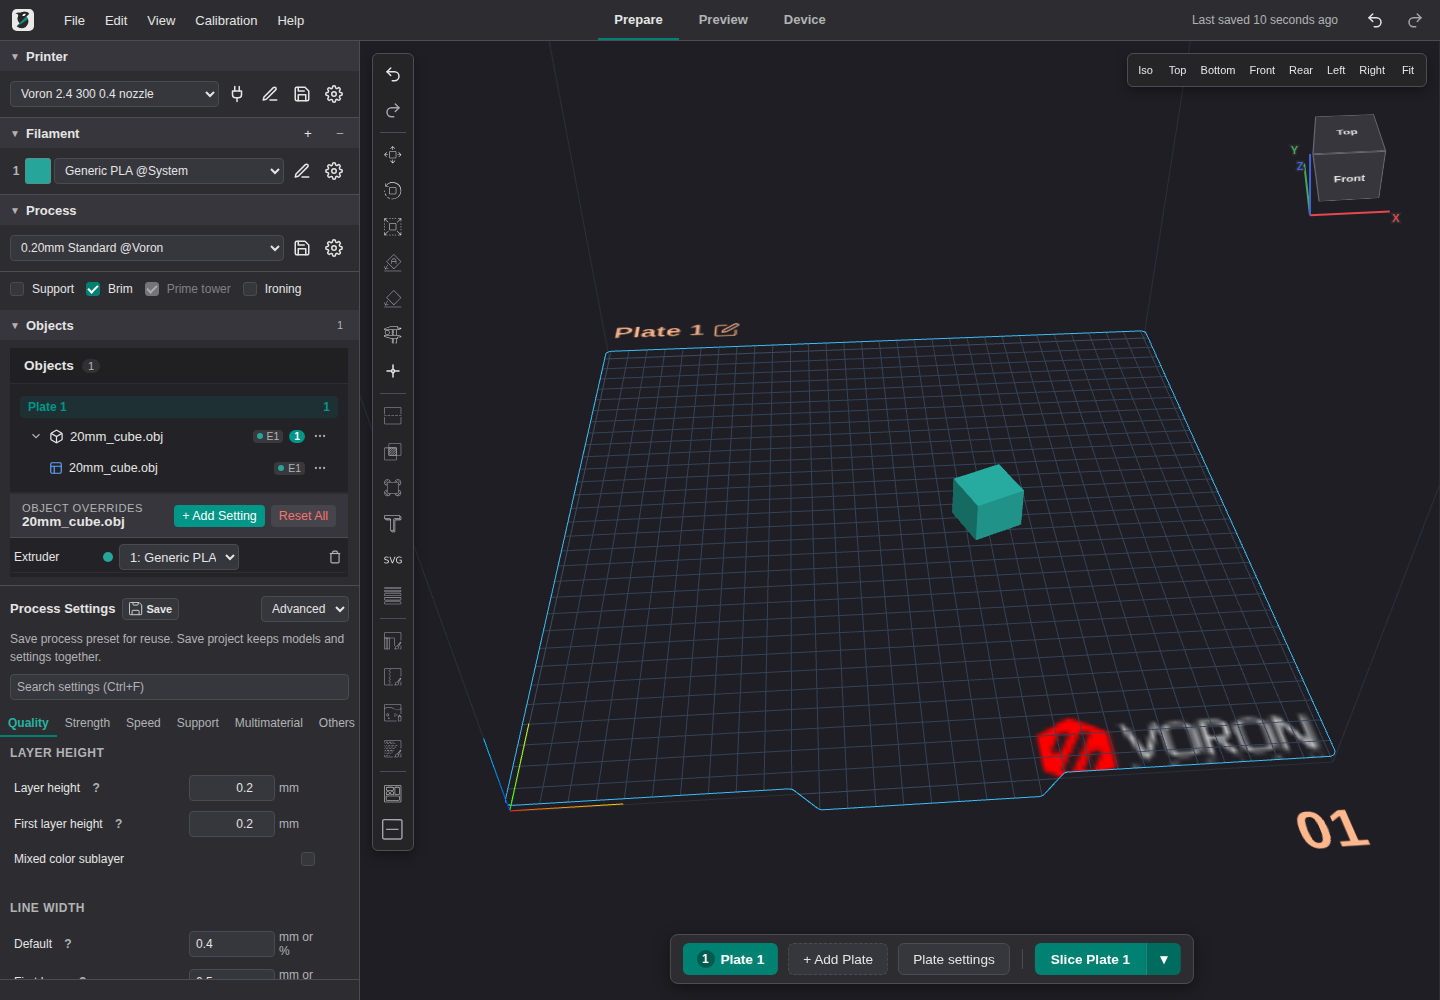 File Edit View Calibration Help
Prepare Preview Device
Last saved 10 seconds ago
Printer
Voron 2.4 300 0.4 nozzle
Filament + −
1 Generic PLA @System
Process
0.20mm Standard @Voron
Support Brim Prime tower Ironing
Objects 1
Objects 1
Plate 1 1
20mm_cube.obj E1 1
20mm_cube.obj E1
OBJECT OVERRIDES
20mm_cube.obj
+ Add Setting Reset All
Extruder 1: Generic PLA
Process Settings Save Advanced
Save process preset for reuse. Save project keeps models and
settings together.
Search settings (Ctrl+F)
Quality Strength Speed Support Multimaterial Others
LAYER HEIGHT
Layer height ? 0.2 mm
First layer height ? 0.2 mm
Mixed color sublayer
LINE WIDTH
Default ? 0.4 mm or
%
mm or
SVG
Iso Top Bottom Front Rear Left Right Fit
Top
Front
Y
Z
X
Plate 1
VORON
01
1 Plate 1 + Add Plate Plate settings Slice Plate 1